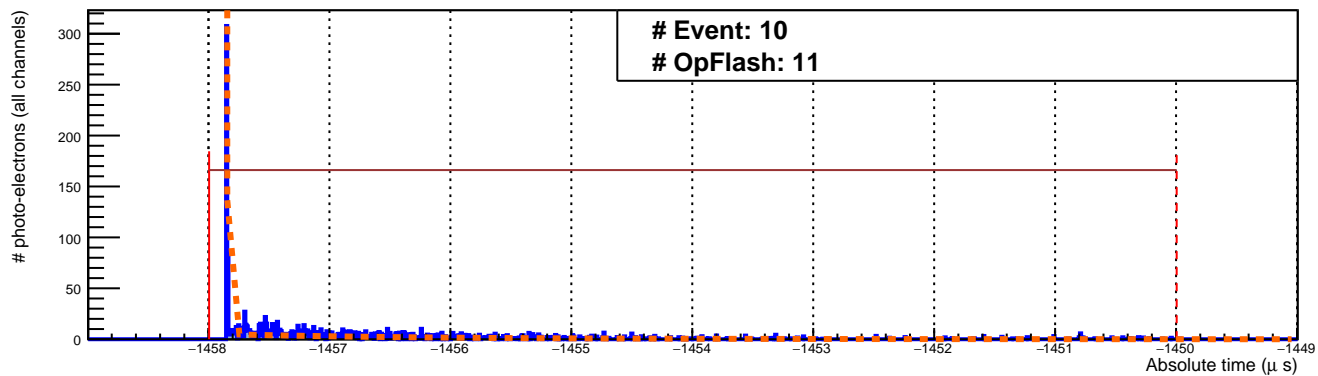 # Event: 10
# OpFlash: 11
# photo-electrons (all channels)
300
250
200
150
100
50
0
−1458 −1457 −1456 −1455 −1454 −1453 −1452 −1451 −1450 −1449
Absolute time (μ s)